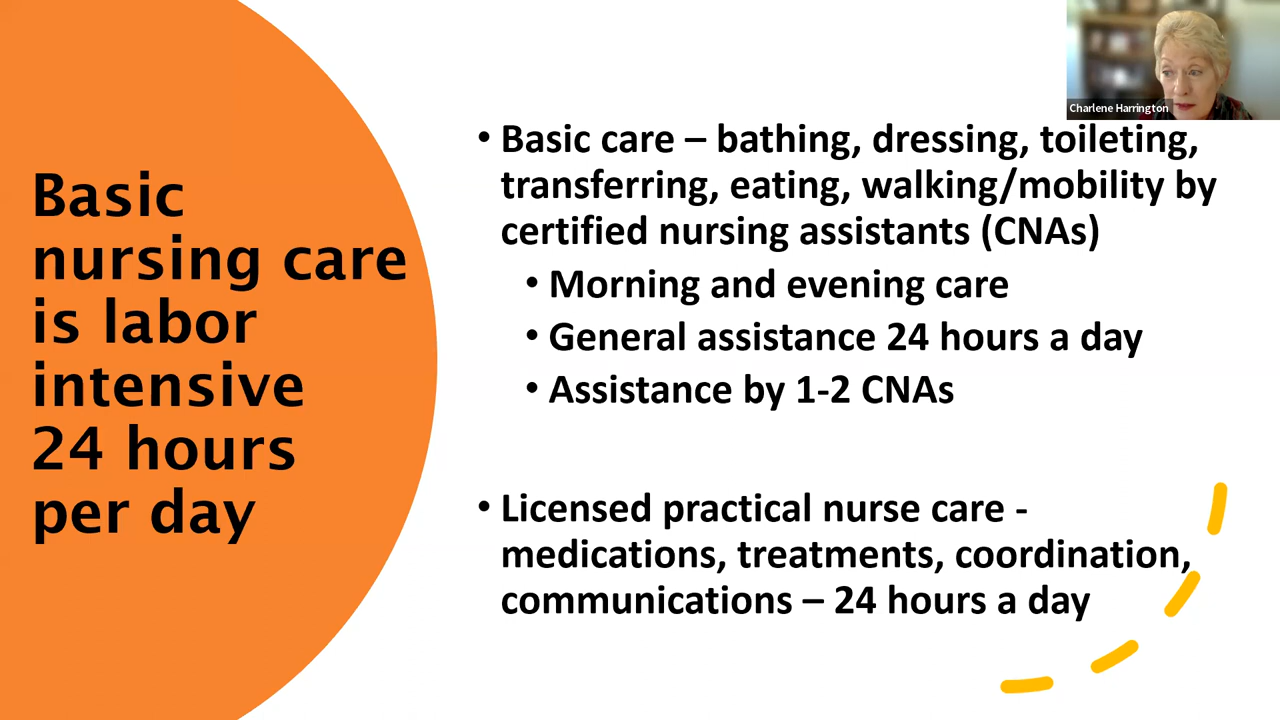 Charlene Harrington
Basic
nursing care
is labor
intensive
24 hours
per day
• Basic care – bathing, dressing, toileting,
transferring, eating, walking/mobility by
certified nursing assistants (CNAs)
• Morning and evening care
• General assistance 24 hours a day
• Assistance by 1-2 CNAs
• Licensed practical nurse care -
medications, treatments, coordination,
communications – 24 hours a day